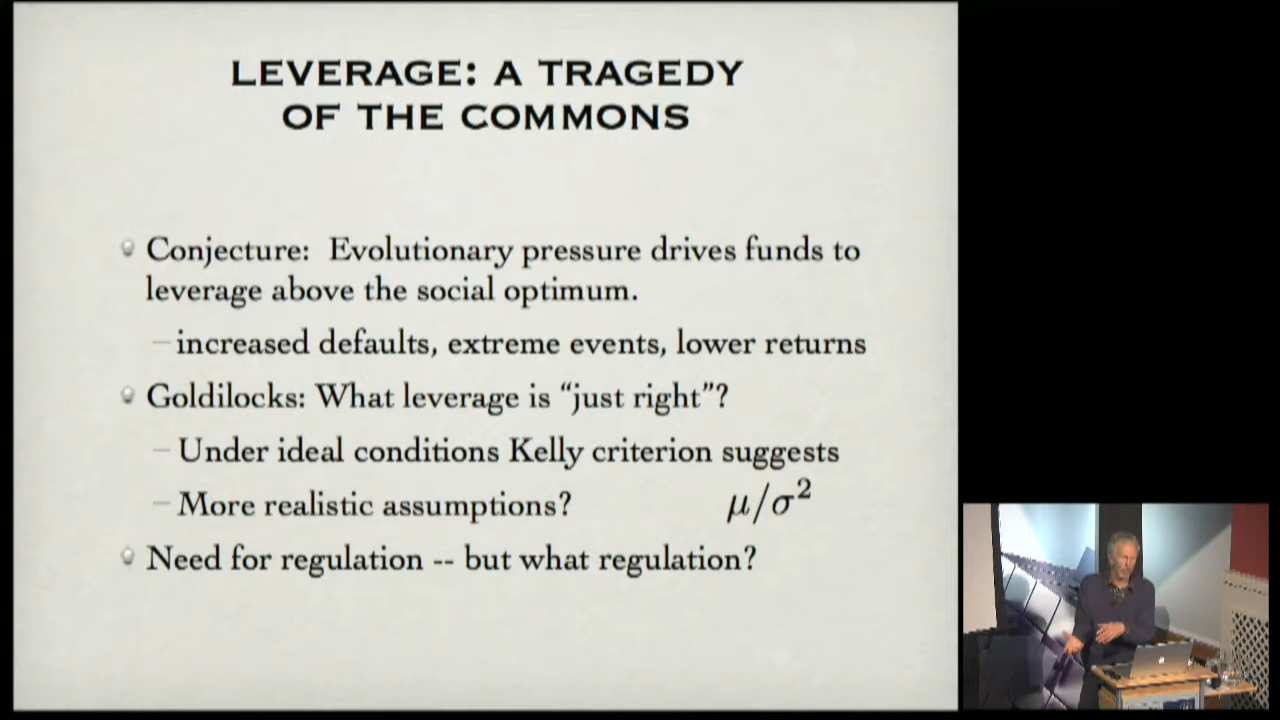 LEVERAGE: A TRAGEDY
OF THE COMMONS
Conjecture: Evolutionary pressure drives funds to
leverage above the social optimum.
– increased defaults, extreme events, lower returns
Goldilocks: What leverage is “just right”?
– Under ideal conditions Kelly criterion suggests
– More realistic assumptions? μ/σ²
Need for regulation -- but what regulation?